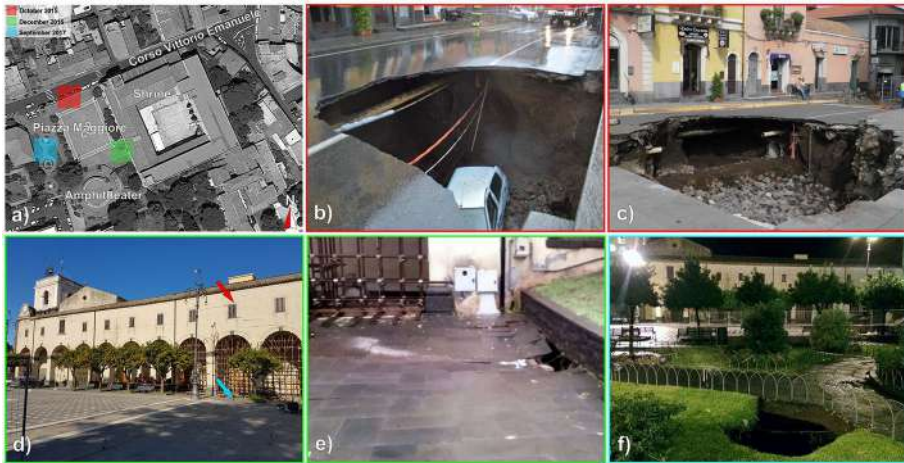 October 2015
December 2015
September 2017
Corso Vittorio Emanuele
Shrine
Piazza Maggiore
Amphitheater
N
a)
b)
c)
d)
e)
f)